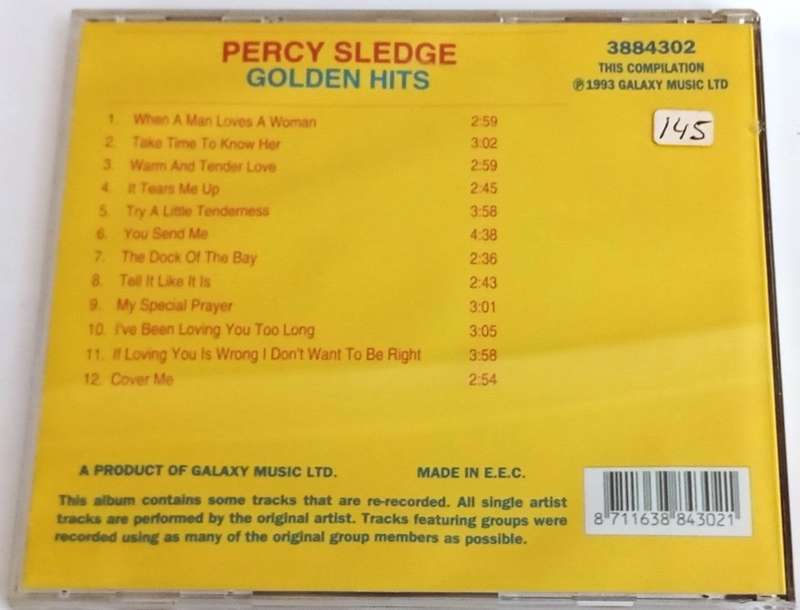 PERCY SLEDGE
GOLDEN HITS
3884302
THIS COMPILATION
℗ 1993 GALAXY MUSIC LTD
145
1. When A Man Loves A Woman 2:59
2. Take Time To Know Her 3:02
3. Warm And Tender Love 2:59
4. It Tears Me Up 2:45
5. Try A Little Tenderness 3:58
6. You Send Me 4:38
7. The Dock Of The Bay 2:36
8. Tell It Like It Is 2:43
9. My Special Prayer 3:01
10. I've Been Loving You Too Long 3:05
11. If Loving You Is Wrong I Don't Want To Be Right 3:58
12. Cover Me 2:54
A PRODUCT OF GALAXY MUSIC LTD. MADE IN E.E.C.
This album contains some tracks that are re-recorded. All single artist
tracks are performed by the original artist. Tracks featuring groups were
recorded using as many of the original group members as possible.
8 711638 843021